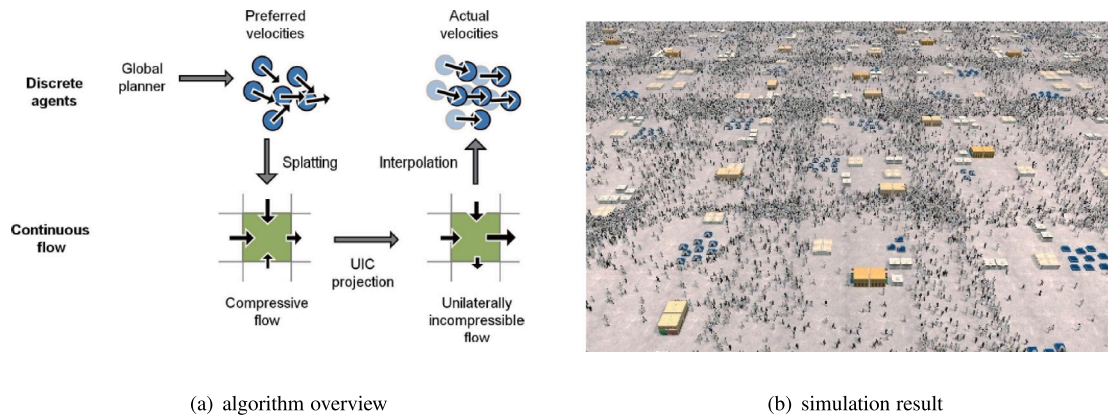 Preferred
velocities
Actual
velocities
Global
planner
Discrete
agents
Splatting
Interpolation
Continuous
flow
UIC
projection
Compressive
flow
Unilaterally
incompressible
flow
(a) algorithm overview
(b) simulation result